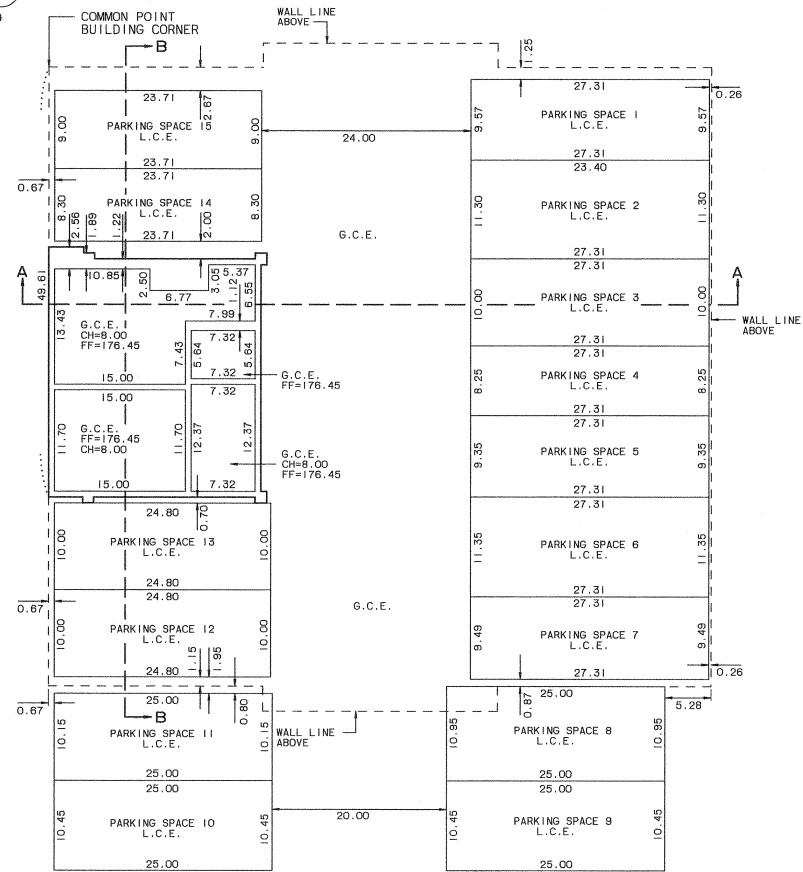 COMMON POINT
BUILDING CORNER
WALL LINE
ABOVE
B
1.25
23.71
2.67
27.31
0.26
9.00
PARKING SPACE 15
L.C.E.
9.00
24.00
9.57
PARKING SPACE 1
L.C.E.
9.57
23.71
23.71
27.31
23.40
0.67
8.30
PARKING SPACE 14
L.C.E.
8.30
11.30
PARKING SPACE 2
L.C.E.
11.30
2.56
1.89
1.22
23.71
2.00
G.C.E.
27.31
27.31
A
49.61
10.85
2.50
6.77
3.05
5.37
1.12
6.55
10.00
PARKING SPACE 3
L.C.E.
10.00
A
WALL LINE
ABOVE
13.43
G.C.E.1
CH=8.00
FF=176.45
7.99
7.43
7.32
5.64
5.64
27.31
27.31
15.00
7.32
7.32
G.C.E.
FF=176.45
8.25
PARKING SPACE 4
L.C.E.
8.25
27.31
27.31
15.00
11.70
G.C.E.
FF=176.45
CH=8.00
11.70
12.37
12.37
G.C.E.
CH=8.00
FF=176.45
9.35
PARKING SPACE 5
L.C.E.
9.35
15.00
7.32
27.31
27.31
24.80
0.70
10.00
PARKING SPACE 13
L.C.E.
10.00
11.35
PARKING SPACE 6
L.C.E.
11.35
24.80
24.80
27.31
27.31
0.67
10.00
PARKING SPACE 12
L.C.E.
10.00
G.C.E.
9.49
PARKING SPACE 7
L.C.E.
9.49
24.80
1.15
1.95
27.31
0.26
0.67
25.00
0.80
0.87
25.00
5.28
B
10.15
PARKING SPACE 11
L.C.E.
10.15
WALL LINE
ABOVE
10.95
PARKING SPACE 8
L.C.E.
10.95
25.00
25.00
25.00
25.00
10.45
PARKING SPACE 10
L.C.E.
10.45
20.00
10.45
PARKING SPACE 9
L.C.E.
10.45
25.00
25.00